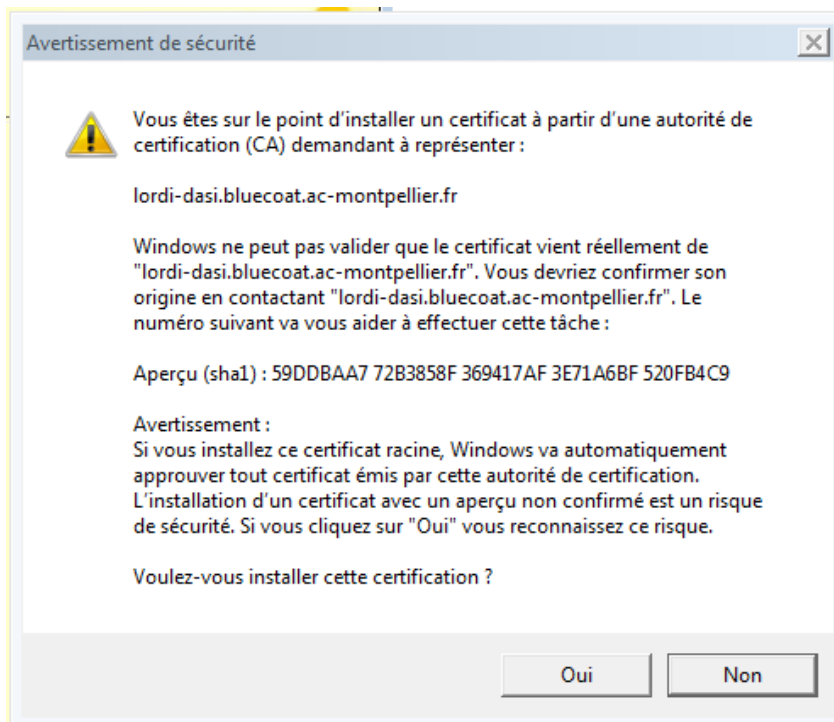 Avertissement de sécurité
Vous êtes sur le point d'installer un certificat à partir d'une autorité de
certification (CA) demandant à représenter :
lordi-dasi.bluecoat.ac-montpellier.fr
Windows ne peut pas valider que le certificat vient réellement de
"lordi-dasi.bluecoat.ac-montpellier.fr". Vous devriez confirmer son
origine en contactant "lordi-dasi.bluecoat.ac-montpellier.fr". Le
numéro suivant va vous aider à effectuer cette tâche :
Aperçu (sha1) : 59DDBAA7 72B3858F 369417AF 3E71A6BF 520FB4C9
Avertissement :
Si vous installez ce certificat racine, Windows va automatiquement
approuver tout certificat émis par cette autorité de certification.
L'installation d'un certificat avec un aperçu non confirmé est un risque
de sécurité. Si vous cliquez sur "Oui" vous reconnaissez ce risque.
Voulez-vous installer cette certification ?
Oui
Non